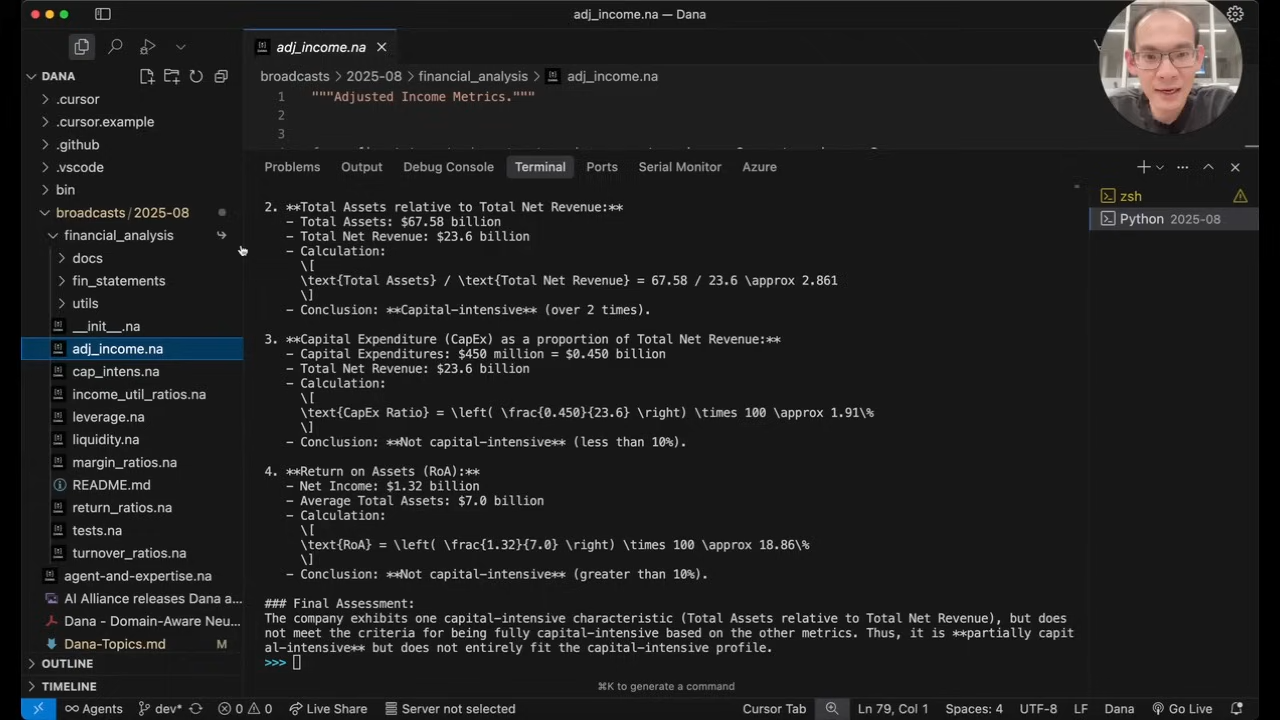 adj_income.na — Dana
DANA
.cursor
.cursor.example
.github
.vscode
bin
broadcasts / 2025-08
financial_analysis
docs
fin_statements
utils
__init__.na
adj_income.na
cap_intens.na
income_util_ratios.na
leverage.na
liquidity.na
margin_ratios.na
README.md
return_ratios.na
tests.na
turnover_ratios.na
agent-and-expertise.na
AI Alliance releases Dana a...
Dana - Domain-Aware Neu...
Dana-Topics.md M
OUTLINE
TIMELINE
adj_income.na
broadcasts > 2025-08 > financial_analysis > adj_income.na
1 """Adjusted Income Metrics."""
2
3
Problems Output Debug Console Terminal Ports Serial Monitor Azure
zsh
Python 2025-08
2. **Total Assets relative to Total Net Revenue:**
- Total Assets: $67.58 billion
- Total Net Revenue: $23.6 billion
- Calculation:
\[
\text{Total Assets} / \text{Total Net Revenue} = 67.58 / 23.6 \approx 2.861
\]
- Conclusion: **Capital-intensive** (over 2 times).
3. **Capital Expenditure (CapEx) as a proportion of Total Net Revenue:**
- Capital Expenditures: $450 million = $0.450 billion
- Total Net Revenue: $23.6 billion
- Calculation:
\[
\text{CapEx Ratio} = \left( \frac{0.450}{23.6} \right) \times 100 \approx 1.91\%
\]
- Conclusion: **Not capital-intensive** (less than 10%).
4. **Return on Assets (RoA):**
- Net Income: $1.32 billion
- Average Total Assets: $7.0 billion
- Calculation:
\[
\text{RoA} = \left( \frac{1.32}{7.0} \right) \times 100 \approx 18.86\%
\]
- Conclusion: **Not capital-intensive** (greater than 10%).
### Final Assessment:
The company exhibits one capital-intensive characteristic (Total Assets relative to Total Net Revenue), but does
not meet the criteria for being fully capital-intensive based on the other metrics. Thus, it is **partially capit
al-intensive** but does not entirely fit the capital-intensive profile.
>>>
⌘K to generate a command
Agents dev* 0 0 Live Share Server not selected Cursor Tab Ln 79, Col 1 Spaces: 4 UTF-8 LF Dana Go Live